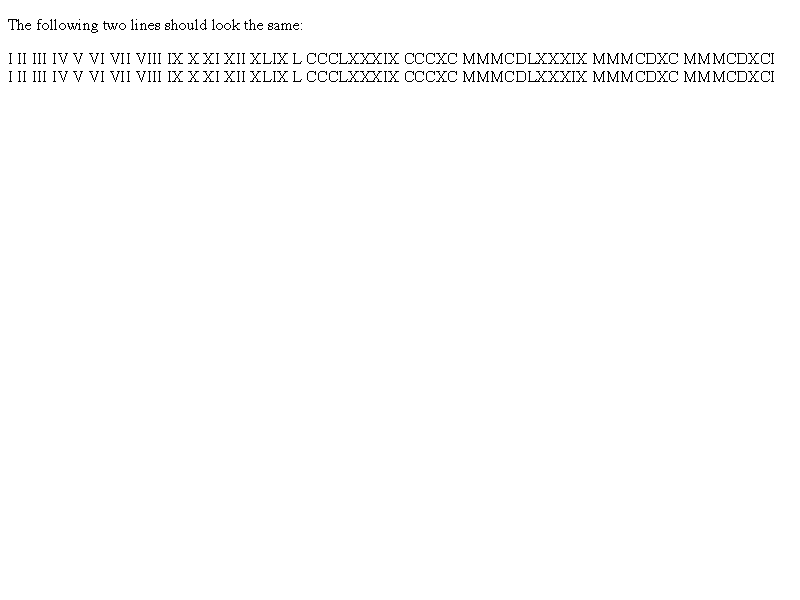 The following two lines should look the same:
I II III IV V VI VII VIII IX X XI XII XLIX L CCCLXXXIX CCCXC MMMCDLXXXIX MMMCDXC MMMCDXCI
I II III IV V VI VII VIII IX X XI XII XLIX L CCCLXXXIX CCCXC MMMCDLXXXIX MMMCDXC MMMCDXCI